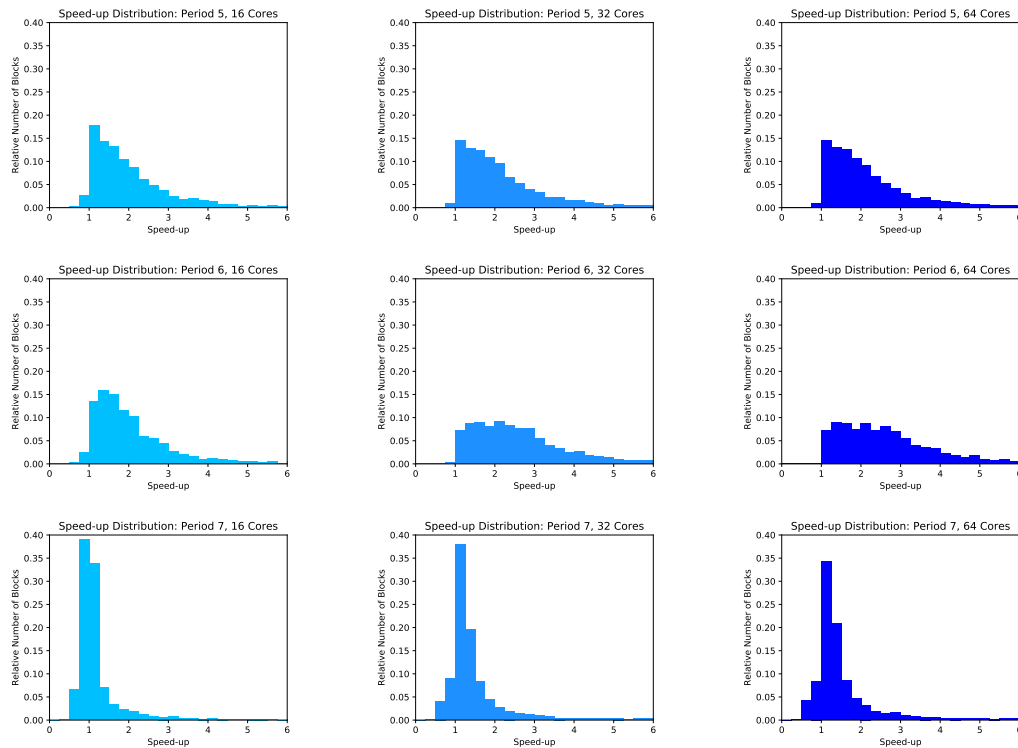 Speed-up Distribution: Period 5, 16 Cores
0.40
0.35
0.30
0.25
0.20
0.15
0.10
0.05
0.00
Relative Number of Blocks
0 1 2 3 4 5 6
Speed-up
Speed-up Distribution: Period 5, 32 Cores
0.40
0.35
0.30
0.25
0.20
0.15
0.10
0.05
0.00
Relative Number of Blocks
0 1 2 3 4 5 6
Speed-up
Speed-up Distribution: Period 5, 64 Cores
0.40
0.35
0.30
0.25
0.20
0.15
0.10
0.05
0.00
Relative Number of Blocks
0 1 2 3 4 5 6
Speed-up
Speed-up Distribution: Period 6, 16 Cores
0.40
0.35
0.30
0.25
0.20
0.15
0.10
0.05
0.00
Relative Number of Blocks
0 1 2 3 4 5 6
Speed-up
Speed-up Distribution: Period 6, 32 Cores
0.40
0.35
0.30
0.25
0.20
0.15
0.10
0.05
0.00
Relative Number of Blocks
0 1 2 3 4 5 6
Speed-up
Speed-up Distribution: Period 6, 64 Cores
0.40
0.35
0.30
0.25
0.20
0.15
0.10
0.05
0.00
Relative Number of Blocks
0 1 2 3 4 5 6
Speed-up
Speed-up Distribution: Period 7, 16 Cores
0.40
0.35
0.30
0.25
0.20
0.15
0.10
0.05
0.00
Relative Number of Blocks
0 1 2 3 4 5 6
Speed-up
Speed-up Distribution: Period 7, 32 Cores
0.40
0.35
0.30
0.25
0.20
0.15
0.10
0.05
0.00
Relative Number of Blocks
0 1 2 3 4 5 6
Speed-up
Speed-up Distribution: Period 7, 64 Cores
0.40
0.35
0.30
0.25
0.20
0.15
0.10
0.05
0.00
Relative Number of Blocks
0 1 2 3 4 5 6
Speed-up